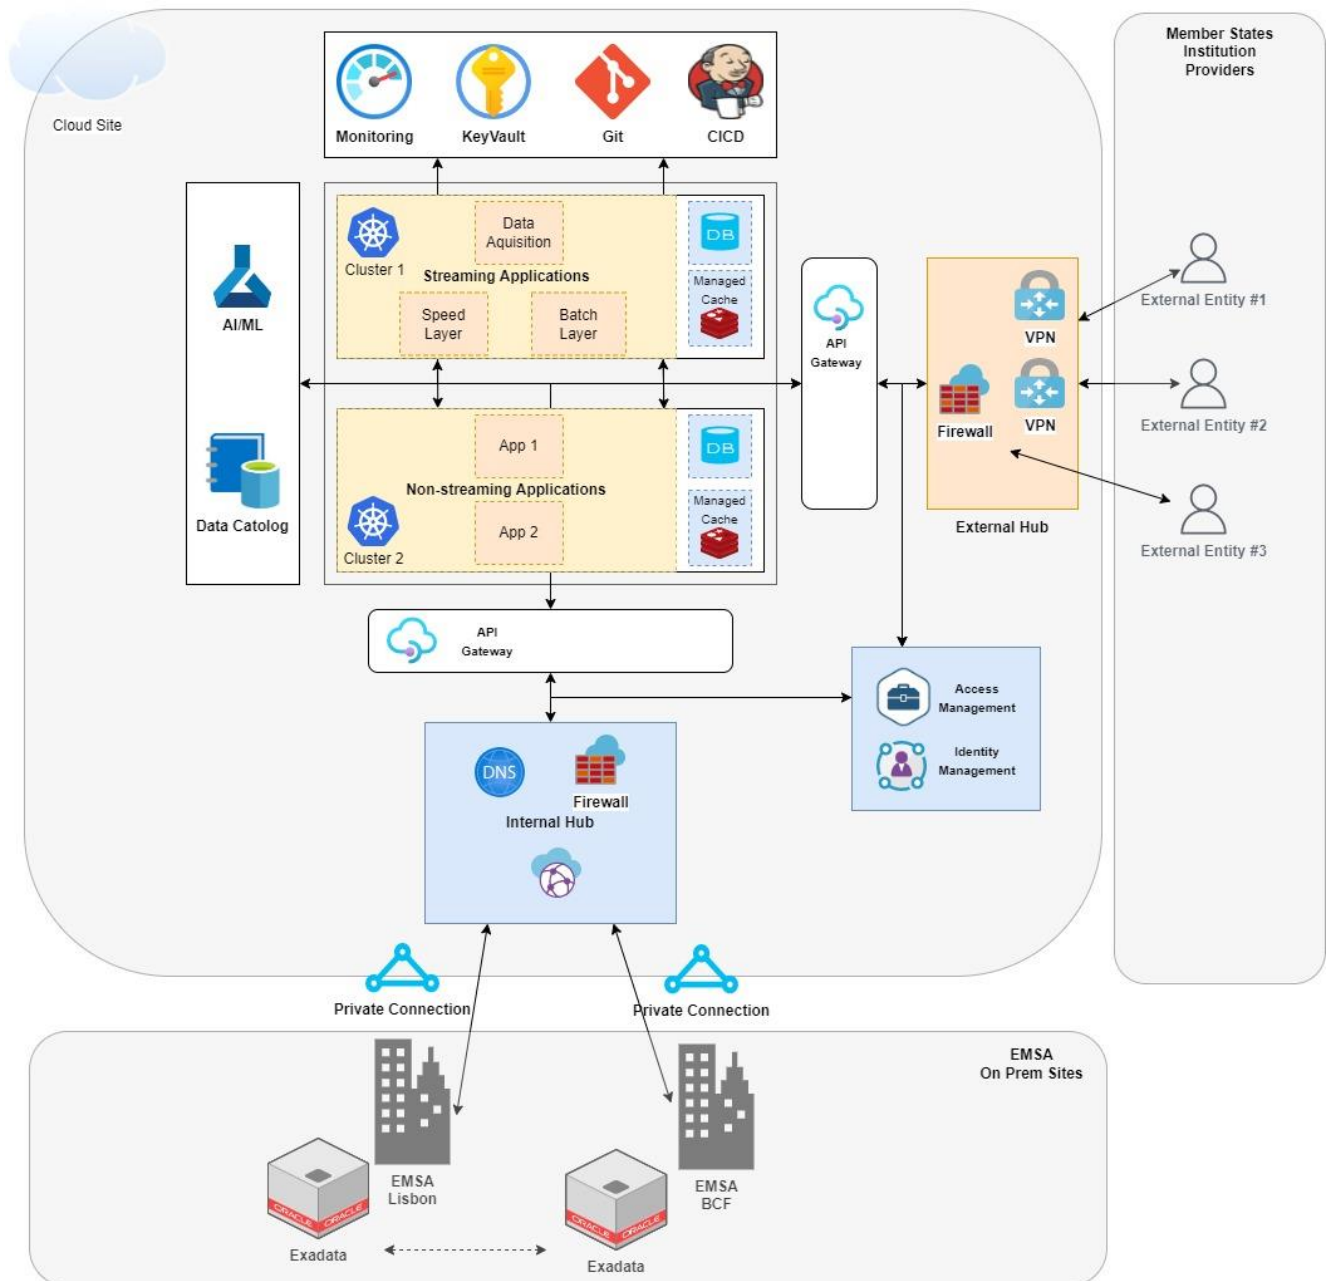 Cloud Site
Monitoring
KeyVault
Git
CICD
Member States
Institution
Providers
AI/ML
Data Catolog
Cluster 1
Data
Aquisition
Streaming Applications
Speed
Layer
Batch
Layer
DB
Managed
Cache
App 1
Non-streaming Applications
App 2
Cluster 2
DB
Managed
Cache
API
Gateway
VPN
VPN
Firewall
External Hub
External Entity #1
External Entity #2
External Entity #3
API
Gateway
Access
Management
Identity
Management
DNS
Firewall
Internal Hub
Private Connection
Private Connection
EMSA
On Prem Sites
EMSA
Lisbon
EMSA
BCF
ORACLE
ORACLE
Exadata
ORACLE
ORACLE
Exadata